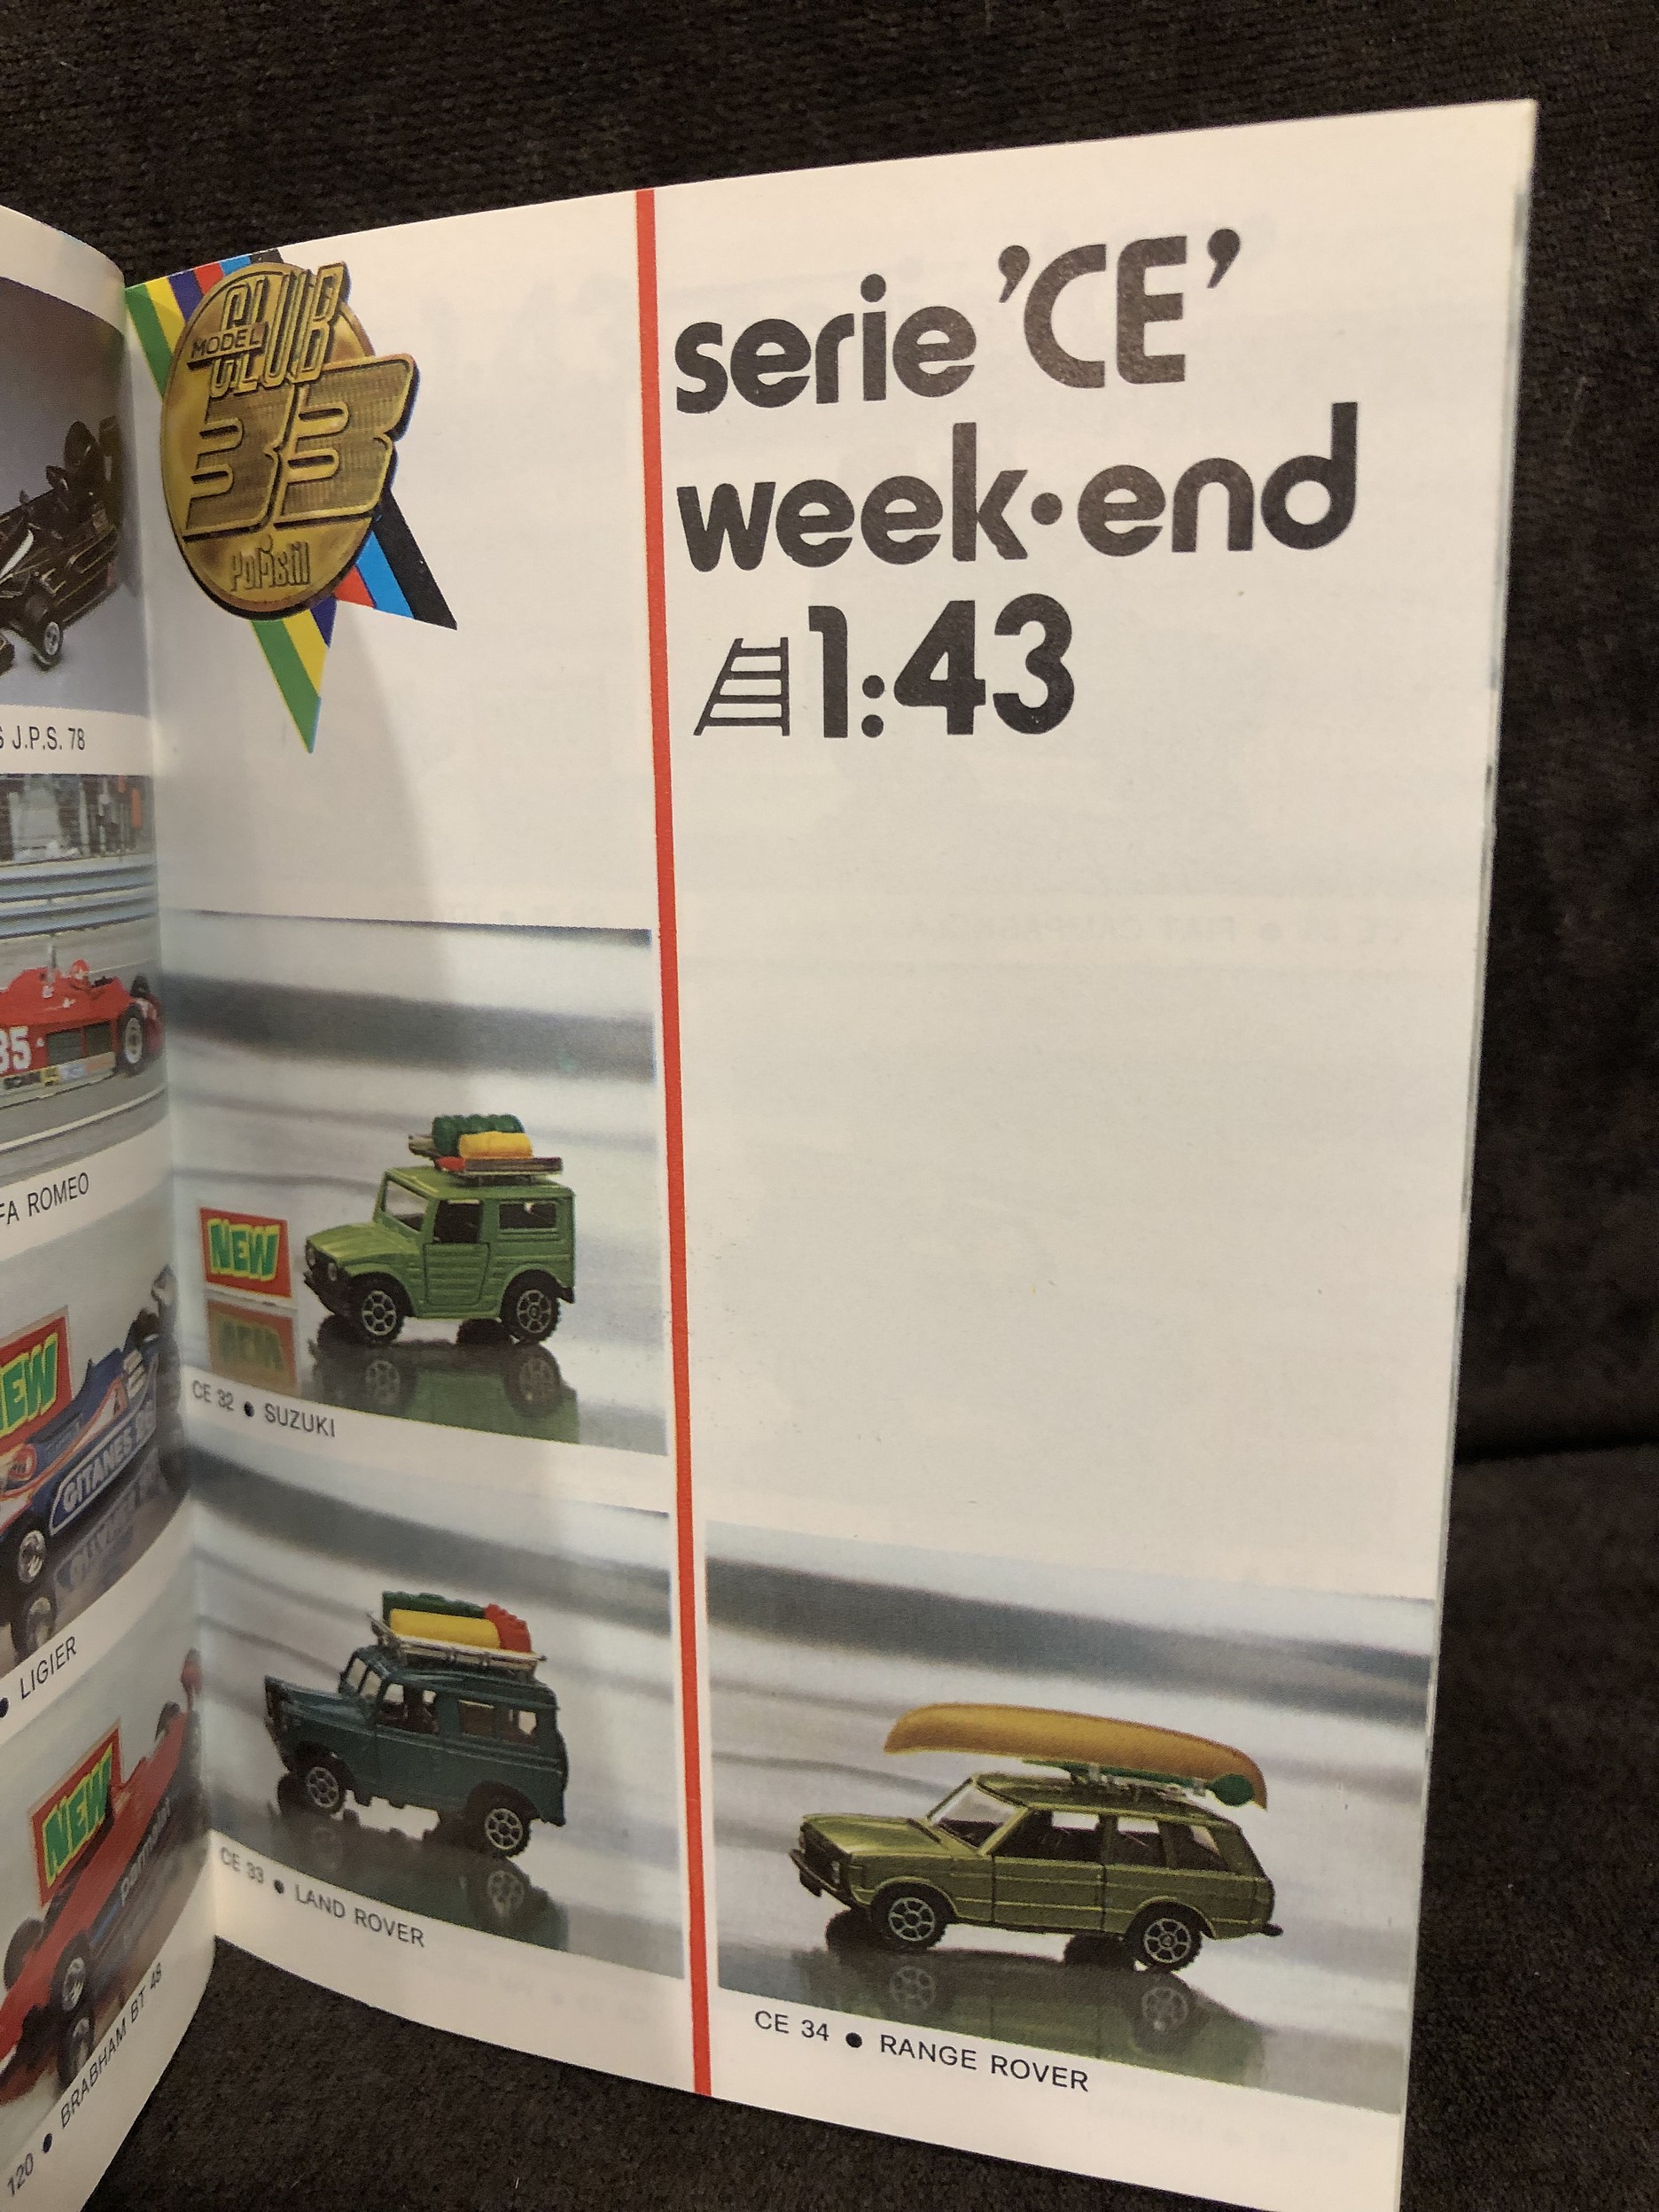 J.P.S. 78
35
FA ROMEO
NEW
GITANES
LIGIER
NEW
120 • BRABHAM BT 48
CLUB
MODEL
33
Polistil
serie 'CE'
week•end
1:43
NEW
CE 32 • SUZUKI
CE 33 • LAND ROVER
CE 34 • RANGE ROVER